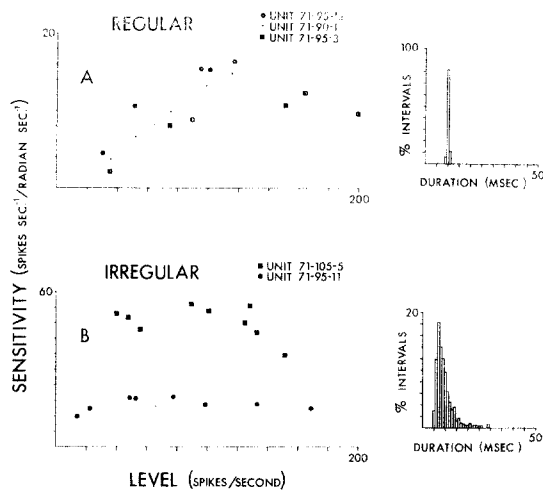 REGULAR
UNIT 71-90-1
UNIT 71-95-3
20
A
200
100
% INTERVALS
50
DURATION (MSEC)
SENSITIVITY (SPIKES SEC.⁻¹/RADIAN SEC.⁻¹)
IRREGULAR
UNIT 71-105-5
UNIT 71-95-11
60
B
200
LEVEL (SPIKES/SECOND)
20
% INTERVALS
50
DURATION (MSEC)